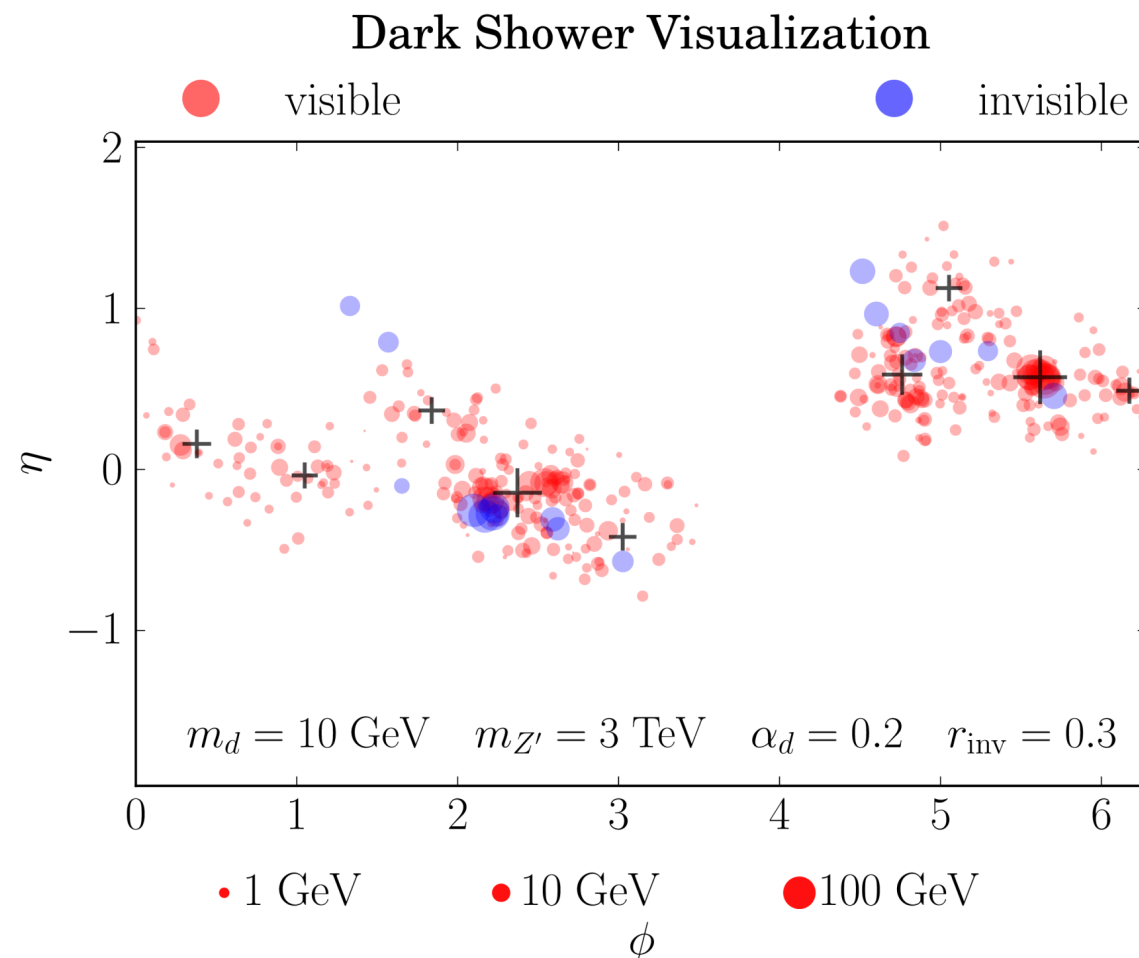 Dark Shower Visualization
visible invisible
2
1
η
0
−1
m_d = 10 GeV m_{Z′} = 3 TeV α_d = 0.2 r_inv = 0.3
0 1 2 3 4 5 6
1 GeV 10 GeV 100 GeV
ϕ